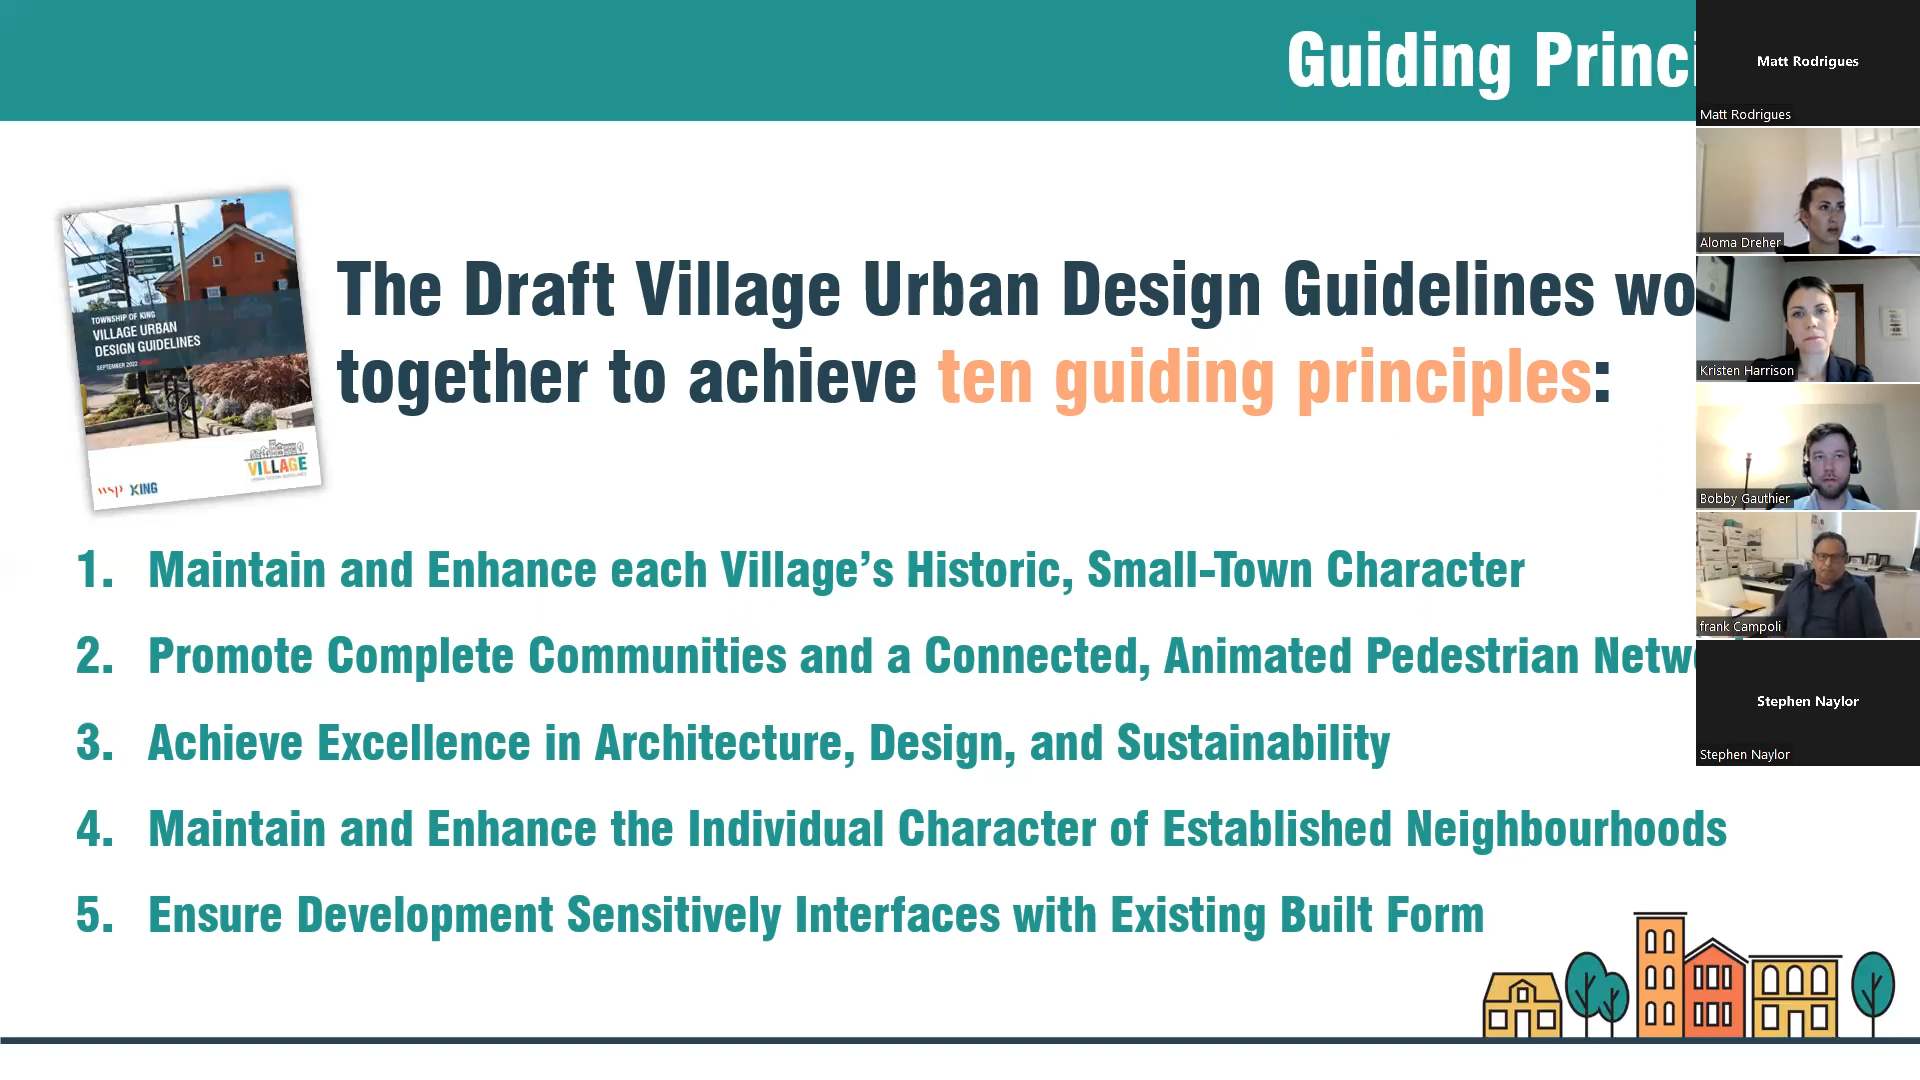 Guiding Princi
Matt Rodrigues
Matt Rodrigues
Aloma Dreher
Kristen Harrison
Bobby Gauthier
frank Campoli
Stephen Naylor
Stephen Naylor
TOWNSHIP OF KING
VILLAGE URBAN
DESIGN GUIDELINES
SEPTEMBER 2022
VILLAGE
URBAN DESIGN GUIDELINES
wsp KING
The Draft Village Urban Design Guidelines wo
together to achieve ten guiding principles:
1. Maintain and Enhance each Village's Historic, Small-Town Character
2. Promote Complete Communities and a Connected, Animated Pedestrian Netw
3. Achieve Excellence in Architecture, Design, and Sustainability
4. Maintain and Enhance the Individual Character of Established Neighbourhoods
5. Ensure Development Sensitively Interfaces with Existing Built Form